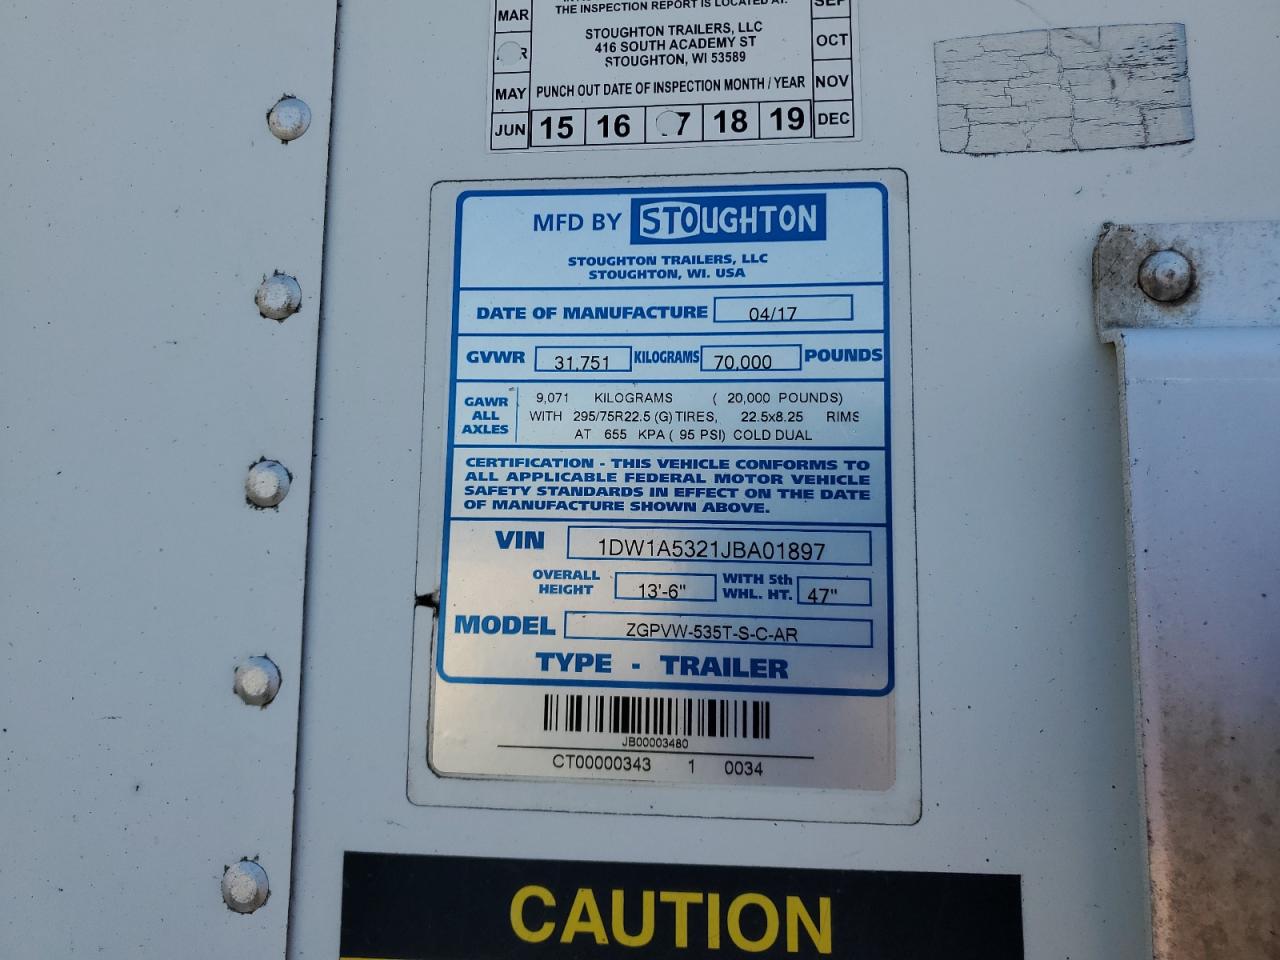 THE INSPECTION REPORT IS LOCATED AT:
MAR
SEP
STOUGHTON TRAILERS, LLC
416 SOUTH ACADEMY ST
STOUGHTON, WI 53589
OCT
MAY
PUNCH OUT DATE OF INSPECTION MONTH / YEAR
NOV
JUN 15 16 7 18 19 DEC
MFD BY STOUGHTON
STOUGHTON TRAILERS, LLC
STOUGHTON, WI. USA
DATE OF MANUFACTURE 04/17
GVWR 31,751 KILOGRAMS 70,000 POUNDS
GAWR
ALL
AXLES
9,071 KILOGRAMS ( 20,000 POUNDS)
WITH 295/75R22.5 (G) TIRES, 22.5x8.25 RIMS
AT 655 KPA ( 95 PSI) COLD DUAL
CERTIFICATION - THIS VEHICLE CONFORMS TO
ALL APPLICABLE FEDERAL MOTOR VEHICLE
SAFETY STANDARDS IN EFFECT ON THE DATE
OF MANUFACTURE SHOWN ABOVE.
VIN 1DW1A5321JBA01897
OVERALL
HEIGHT 13'-6" WITH 5th
WHL. HT. 47"
MODEL ZGPVW-535T-S-C-AR
TYPE - TRAILER
JB00003480
CT00000343 1 0034
CAUTION